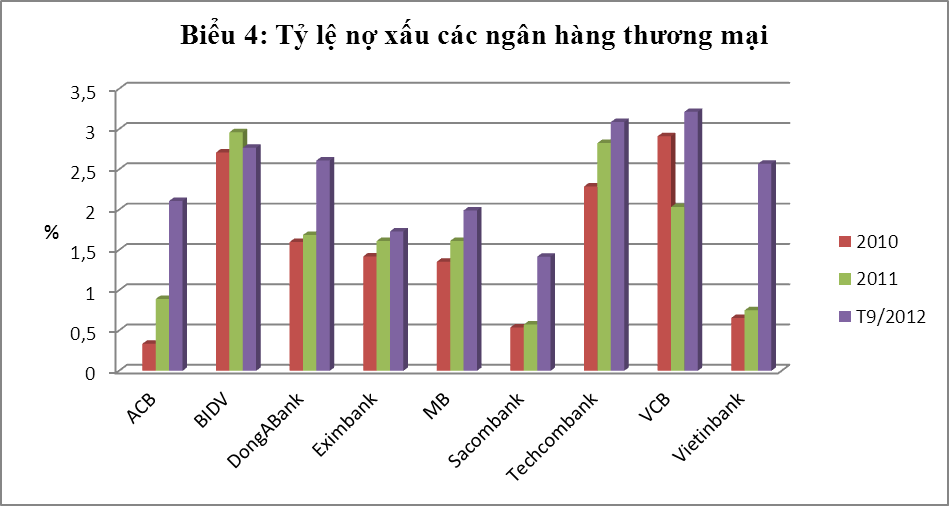 Biểu 4: Tỷ lệ nợ xấu các ngân hàng thương mại
3,5
3
2,5
2
1,5
1
0,5
0
%
ACB
BIDV
DongABank
Eximbank
MB
Sacombank
Techcombank
VCB
Vietinbank
2010
2011
T9/2012